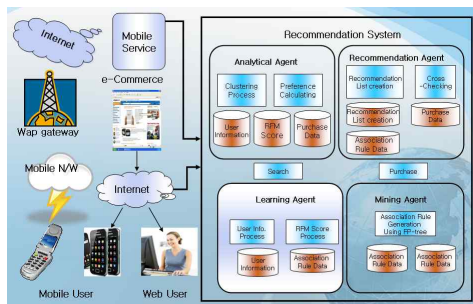 Internet
Mobile
Service
e-Commerce
Wap gateway
Mobile N/W
Internet
Mobile User
Web User
Recommendation System
Analytical Agent
Clustring
Process
Preference
Calculating
User
Information
RFM
Score
Purchase
Data
Recommendation Agent
Recommendation
List creation
Cross
-Checking
Recommendation
List creation
Purchase
Data
Association
Rule Data
Search
Purchase
Learning Agent
User Info.
Process
RFM Score
Process
User
Information
Association
Rule Data
Mining Agent
Association Rule
Generation
Using FP-tree
Association
Rule Data
Association
Rule Data